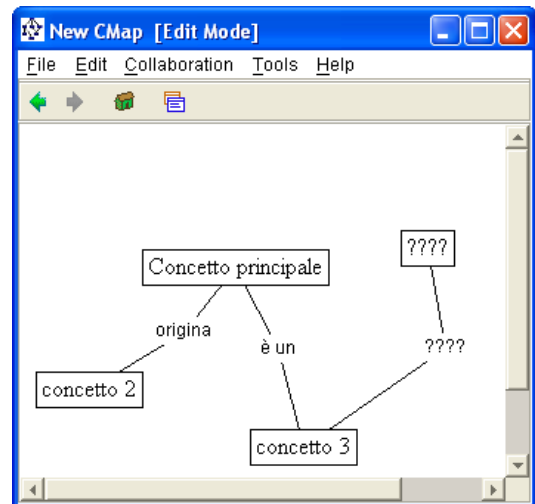 New CMap [Edit Mode]
File Edit Collaboration Tools Help
????
Concetto principale
origina
è un
????
concetto 2
concetto 3